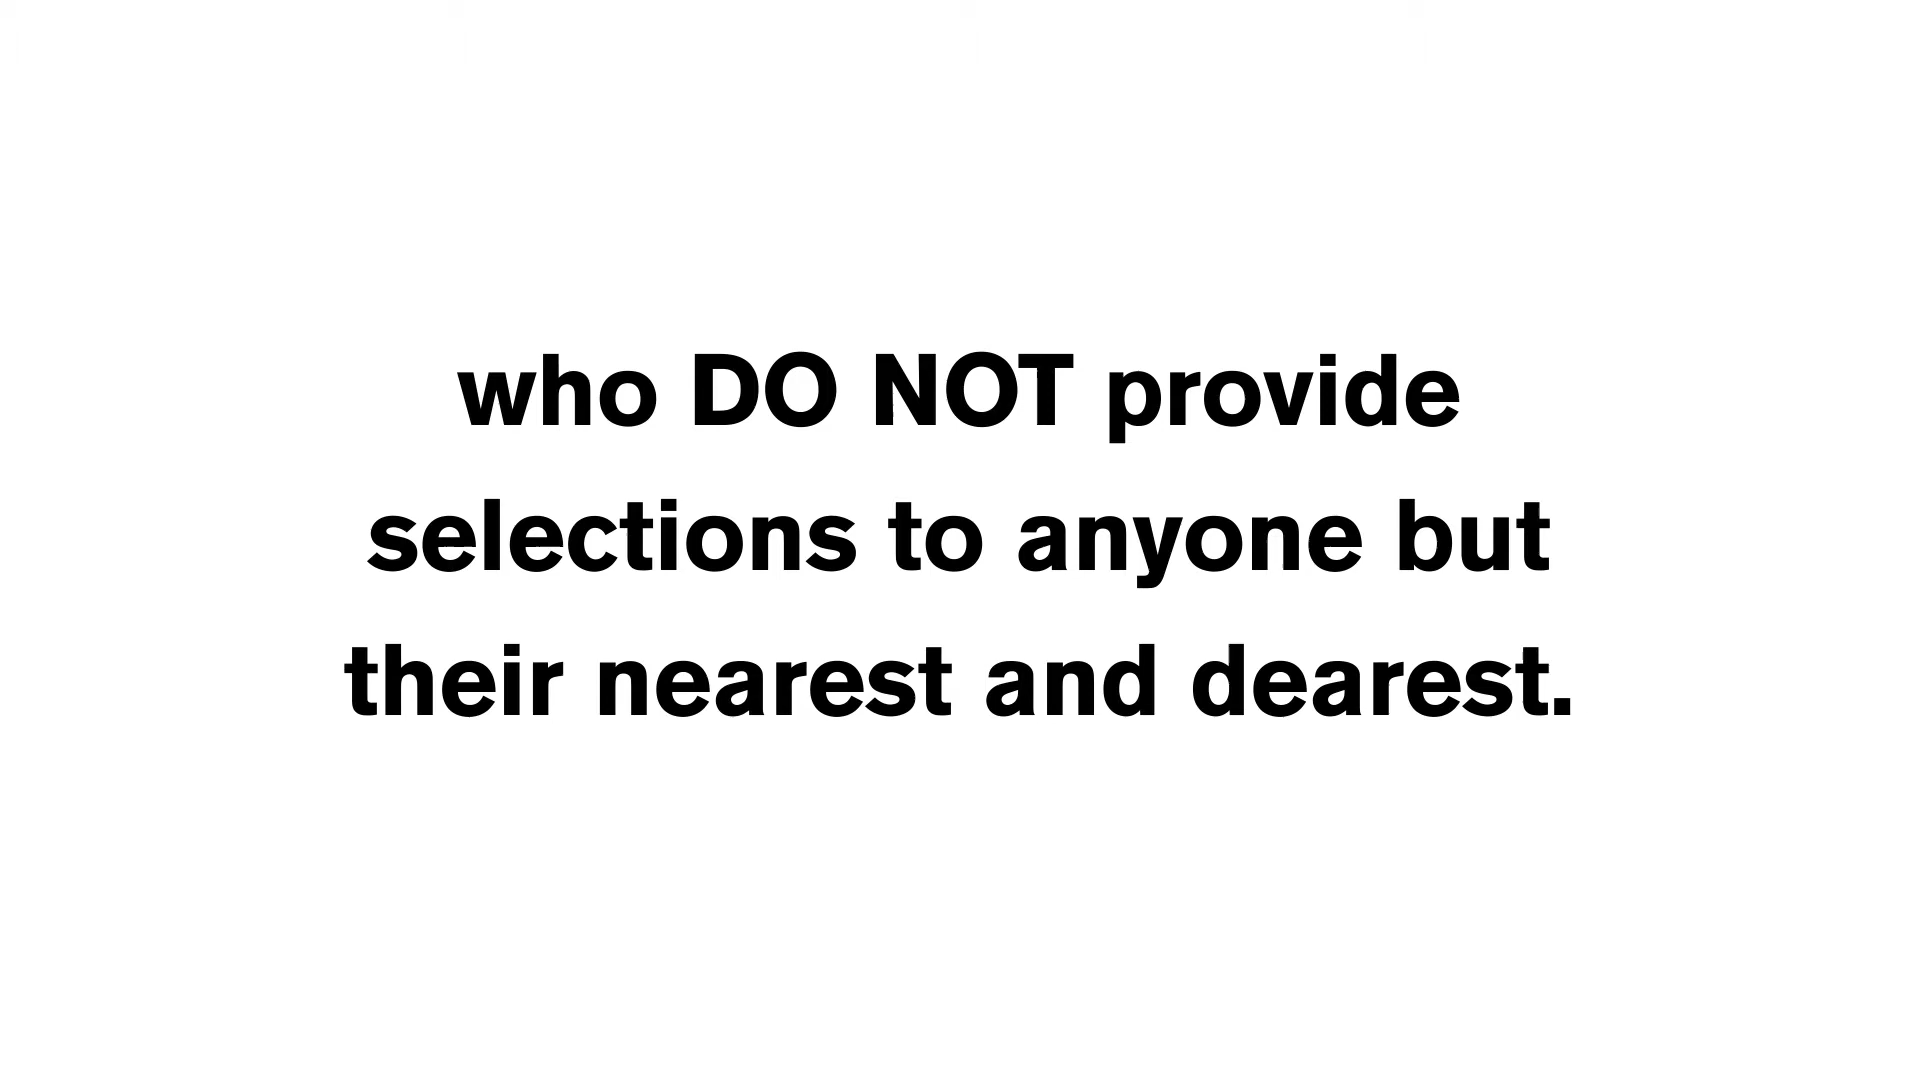 who DO NOT provide
selections to anyone but
their nearest and dearest.